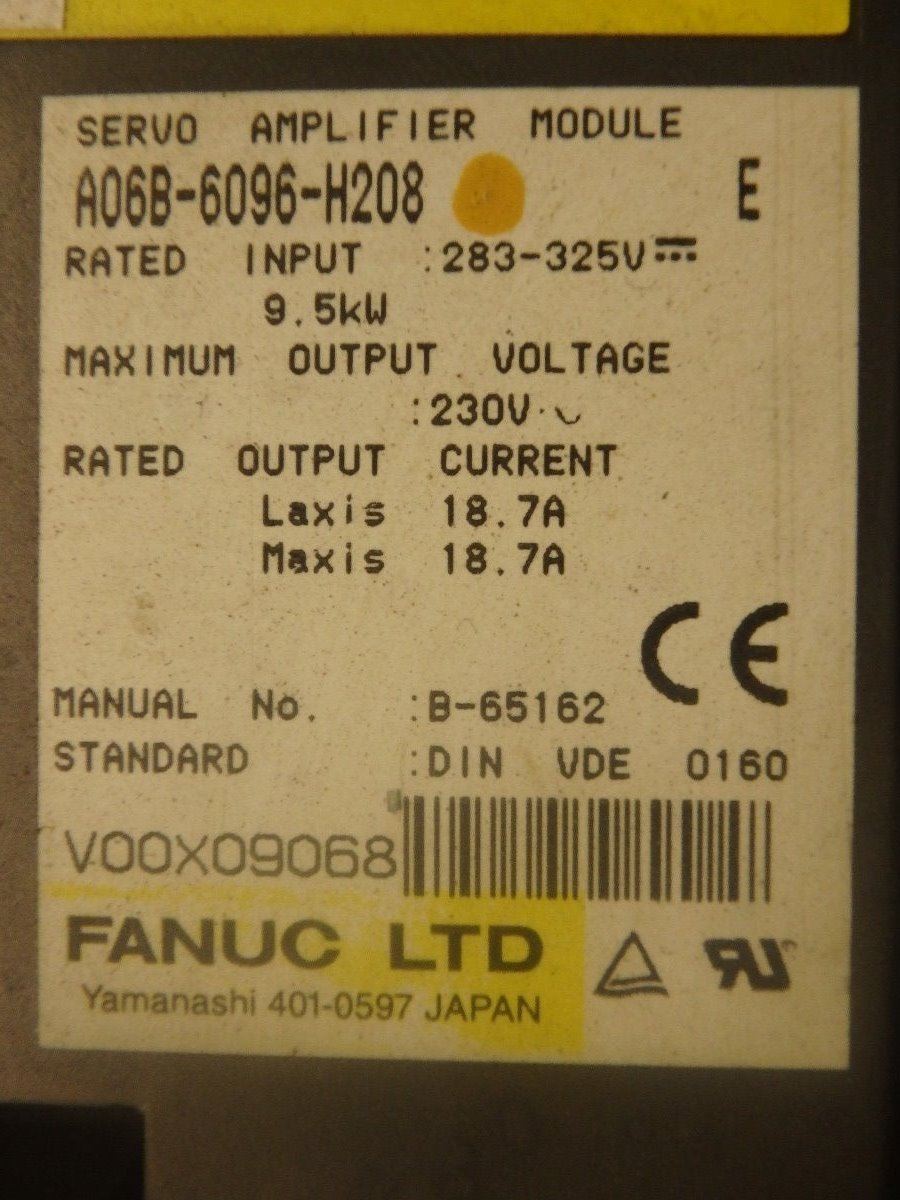 SERVO AMPLIFIER MODULE
A06B-6096-H208 E
RATED INPUT :283-325V⎓
9.5kW
MAXIMUM OUTPUT VOLTAGE
:230V~
RATED OUTPUT CURRENT
Laxis 18.7A
Maxis 18.7A
CE
MANUAL No. :B-65162
STANDARD :DIN VDE 0160
V00X09068
FANUC LTD
Yamanashi 401-0597 JAPAN